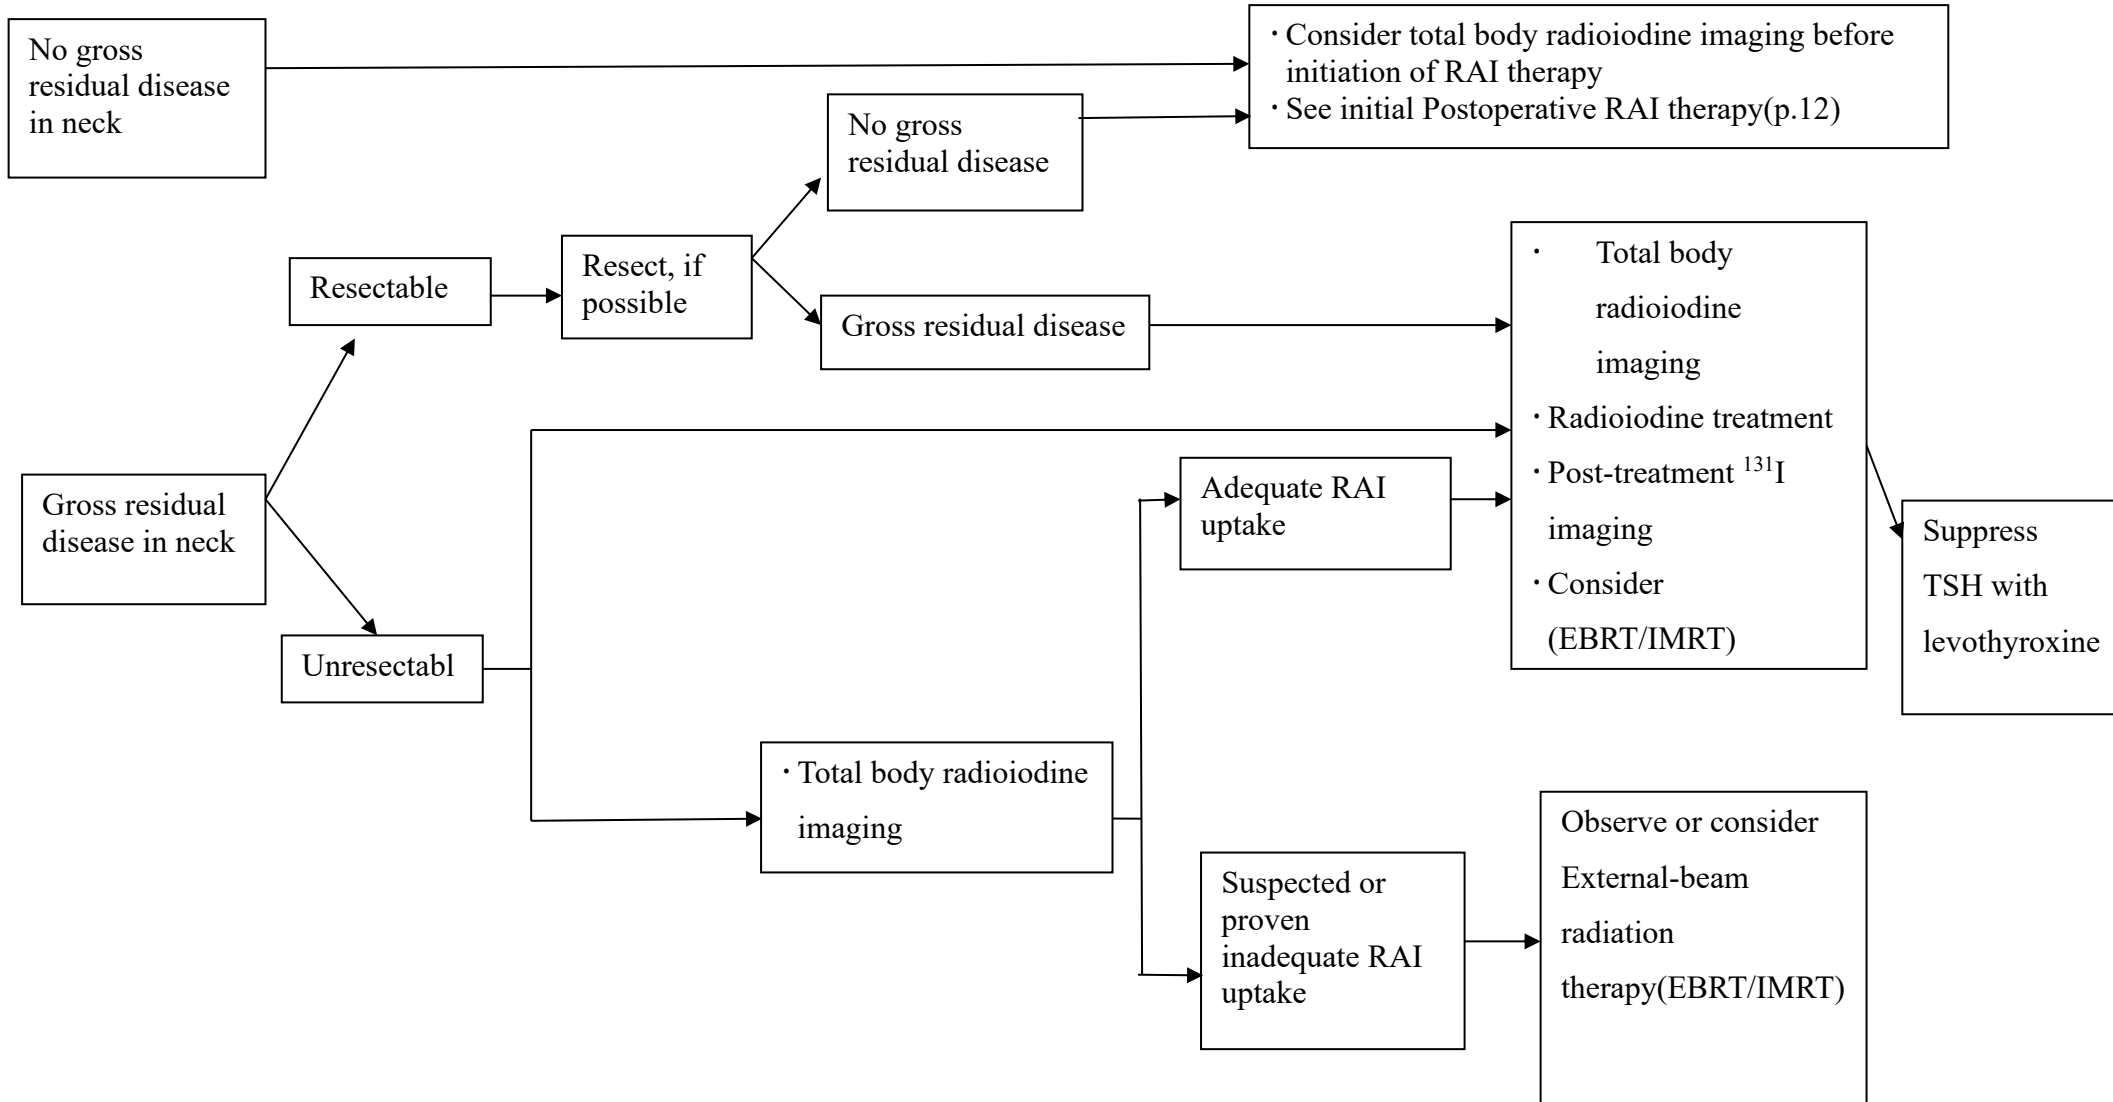 No gross
residual disease
in neck
・Consider total body radioiodine imaging before
initiation of RAI therapy
・See initial Postoperative RAI therapy(p.12)
No gross
residual disease
Resectable
Resect, if
possible
Gross residual disease
・ Total body
radioiodine
imaging
・Radioiodine treatment
・Post-treatment ¹³¹I
imaging
・Consider
(EBRT/IMRT)
Gross residual
disease in neck
Adequate RAI
uptake
Suppress
TSH with
levothyroxine
Unresectabl
・Total body radioiodine
imaging
Suspected or
proven
inadequate RAI
uptake
Observe or consider
External-beam
radiation
therapy(EBRT/IMRT)